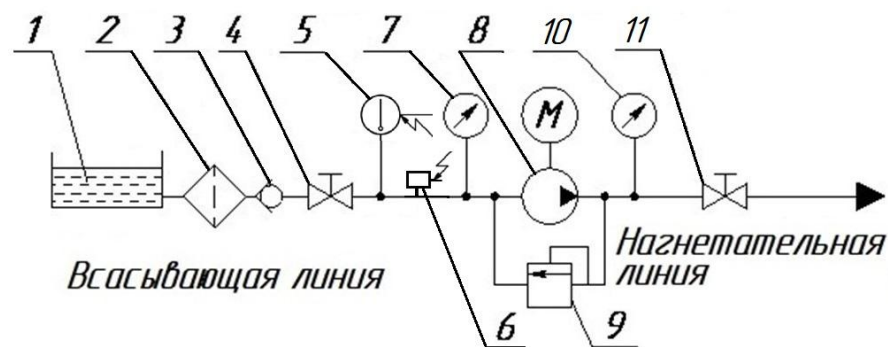 1 2 3 4 5 7 8 10 11
М
Всасывающая линия
Нагнетательная
линия
6 9